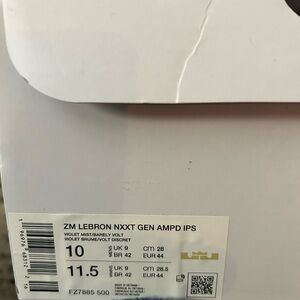 ZM LEBRON NXXT GEN AMPD IPS
VIOLET MIST/BARELY VOLT
VIOLET BRUME/VOLT DISCRET
10 UK 9 CM 28
BR 42 EUR 44
11.5 UK 9 CM 28.5
BR 42 EUR 44
FZ7885 500